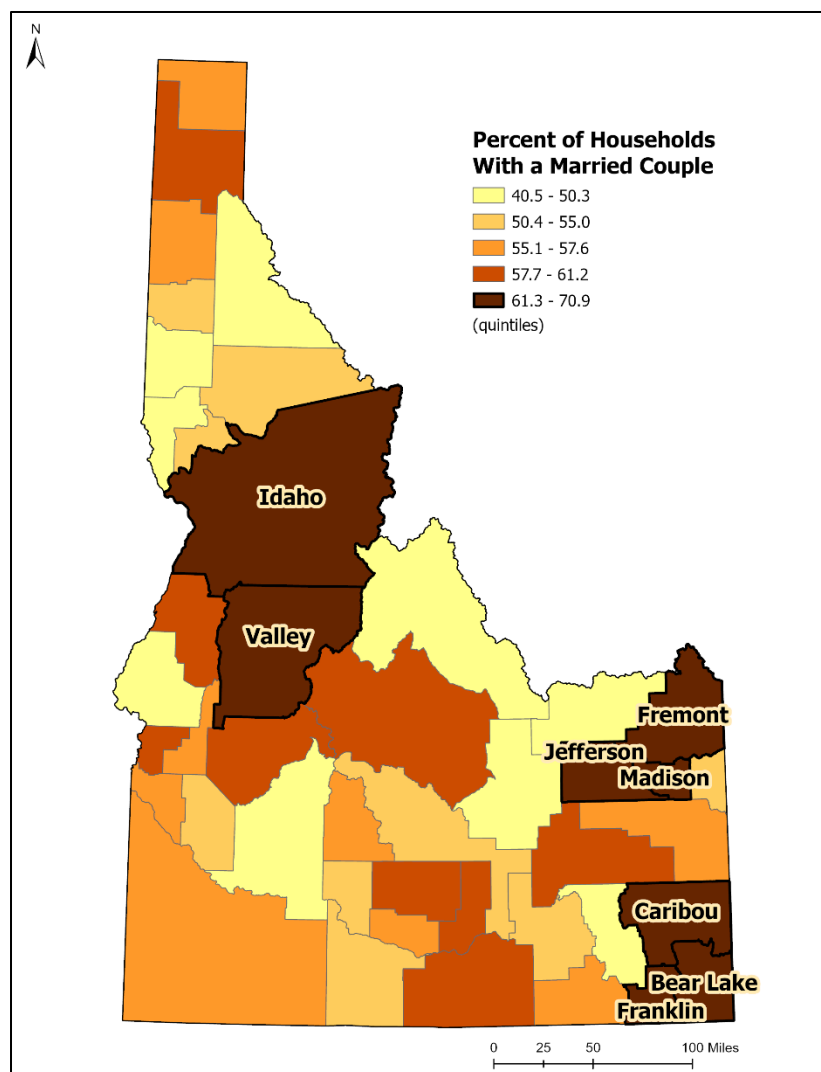 N
Percent of Households
With a Married Couple
40.5 - 50.3
50.4 - 55.0
55.1 - 57.6
57.7 - 61.2
61.3 - 70.9
(quintiles)
Idaho
Valley
Fremont
Jefferson
Madison
Caribou
Bear Lake
Franklin
0 25 50 100 Miles